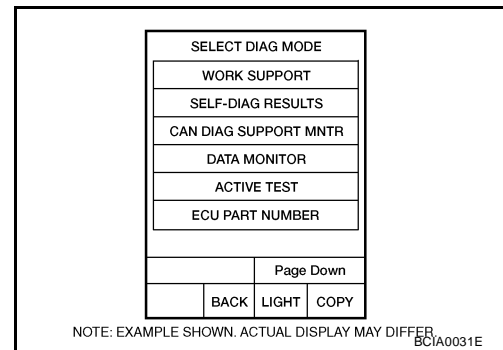 SELECT DIAG MODE
WORK SUPPORT
SELF-DIAG RESULTS
CAN DIAG SUPPORT MNTR
DATA MONITOR
ACTIVE TEST
ECU PART NUMBER
Page Down
BACK LIGHT COPY
NOTE: EXAMPLE SHOWN. ACTUAL DISPLAY MAY DIFFER.
BCIA0031E